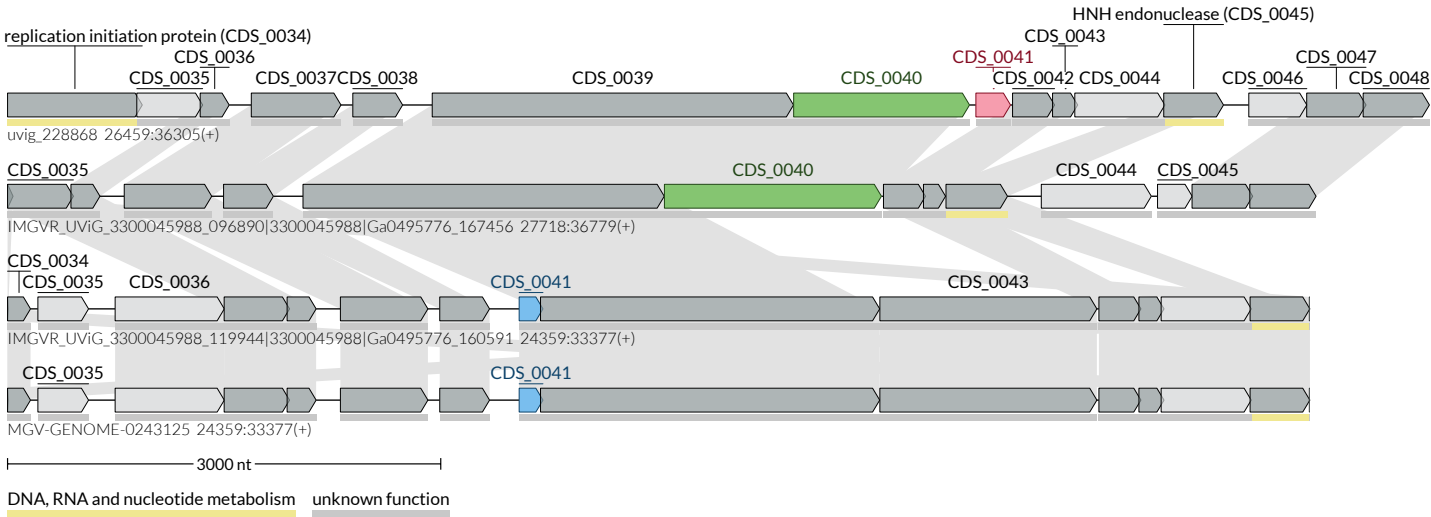 HNH endonuclease (CDS_0045)
replication initiation protein (CDS_0034)
CDS_0043
CDS_0036
CDS_0041
CDS_0047
CDS_0035
CDS_0037
CDS_0038
CDS_0039
CDS_0040
CDS_0042
CDS_0044
CDS_0046
CDS_0048
uvig_228868 26459:36305(+)
CDS_0035
CDS_0040
CDS_0044
CDS_0045
IMGVR_UViG_3300045988_096890|3300045988|Ga0495776_167456 27718:36779(+)
CDS_0034
CDS_0035
CDS_0036
CDS_0041
CDS_0043
IMGVR_UViG_3300045988_119944|3300045988|Ga0495776_160591 24359:33377(+)
CDS_0035
CDS_0041
MGV-GENOME-0243125 24359:33377(+)
3000 nt
DNA, RNA and nucleotide metabolism
unknown function